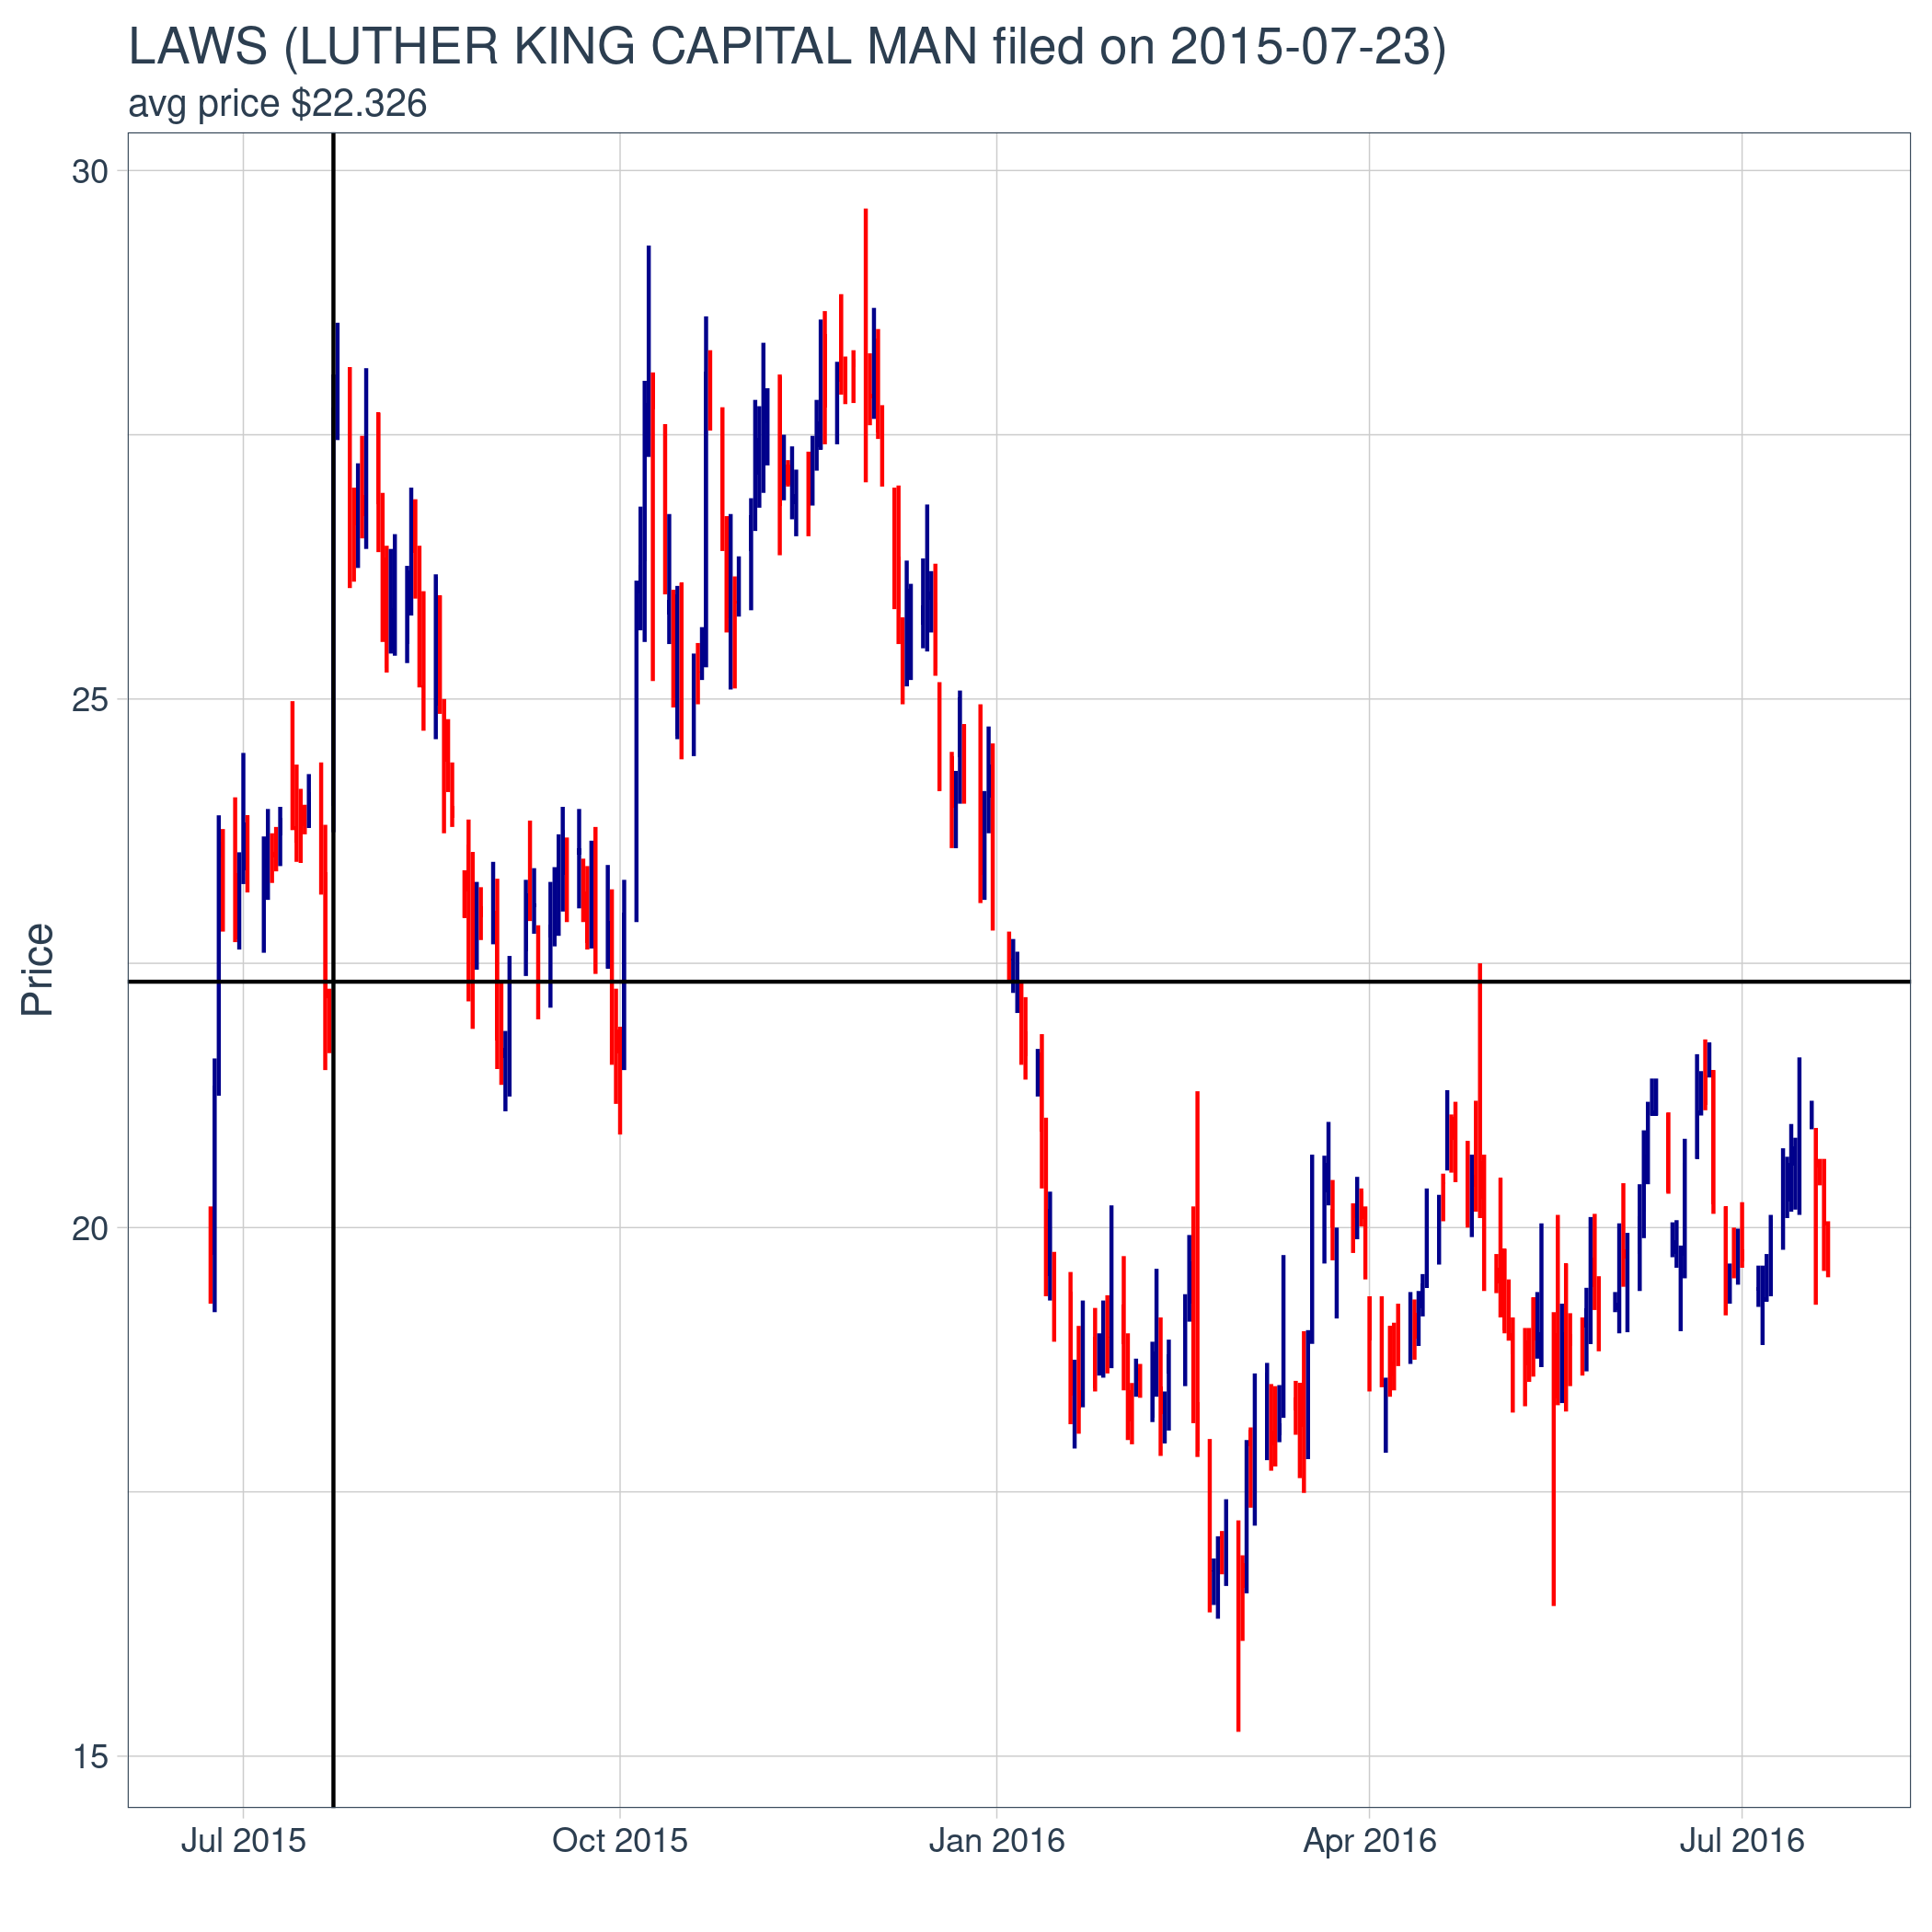 LAWS (LUTHER KING CAPITAL MAN filed on 2015-07-23)
avg price $22.326
30
25
20
15
Price
Jul 2015 Oct 2015 Jan 2016 Apr 2016 Jul 2016